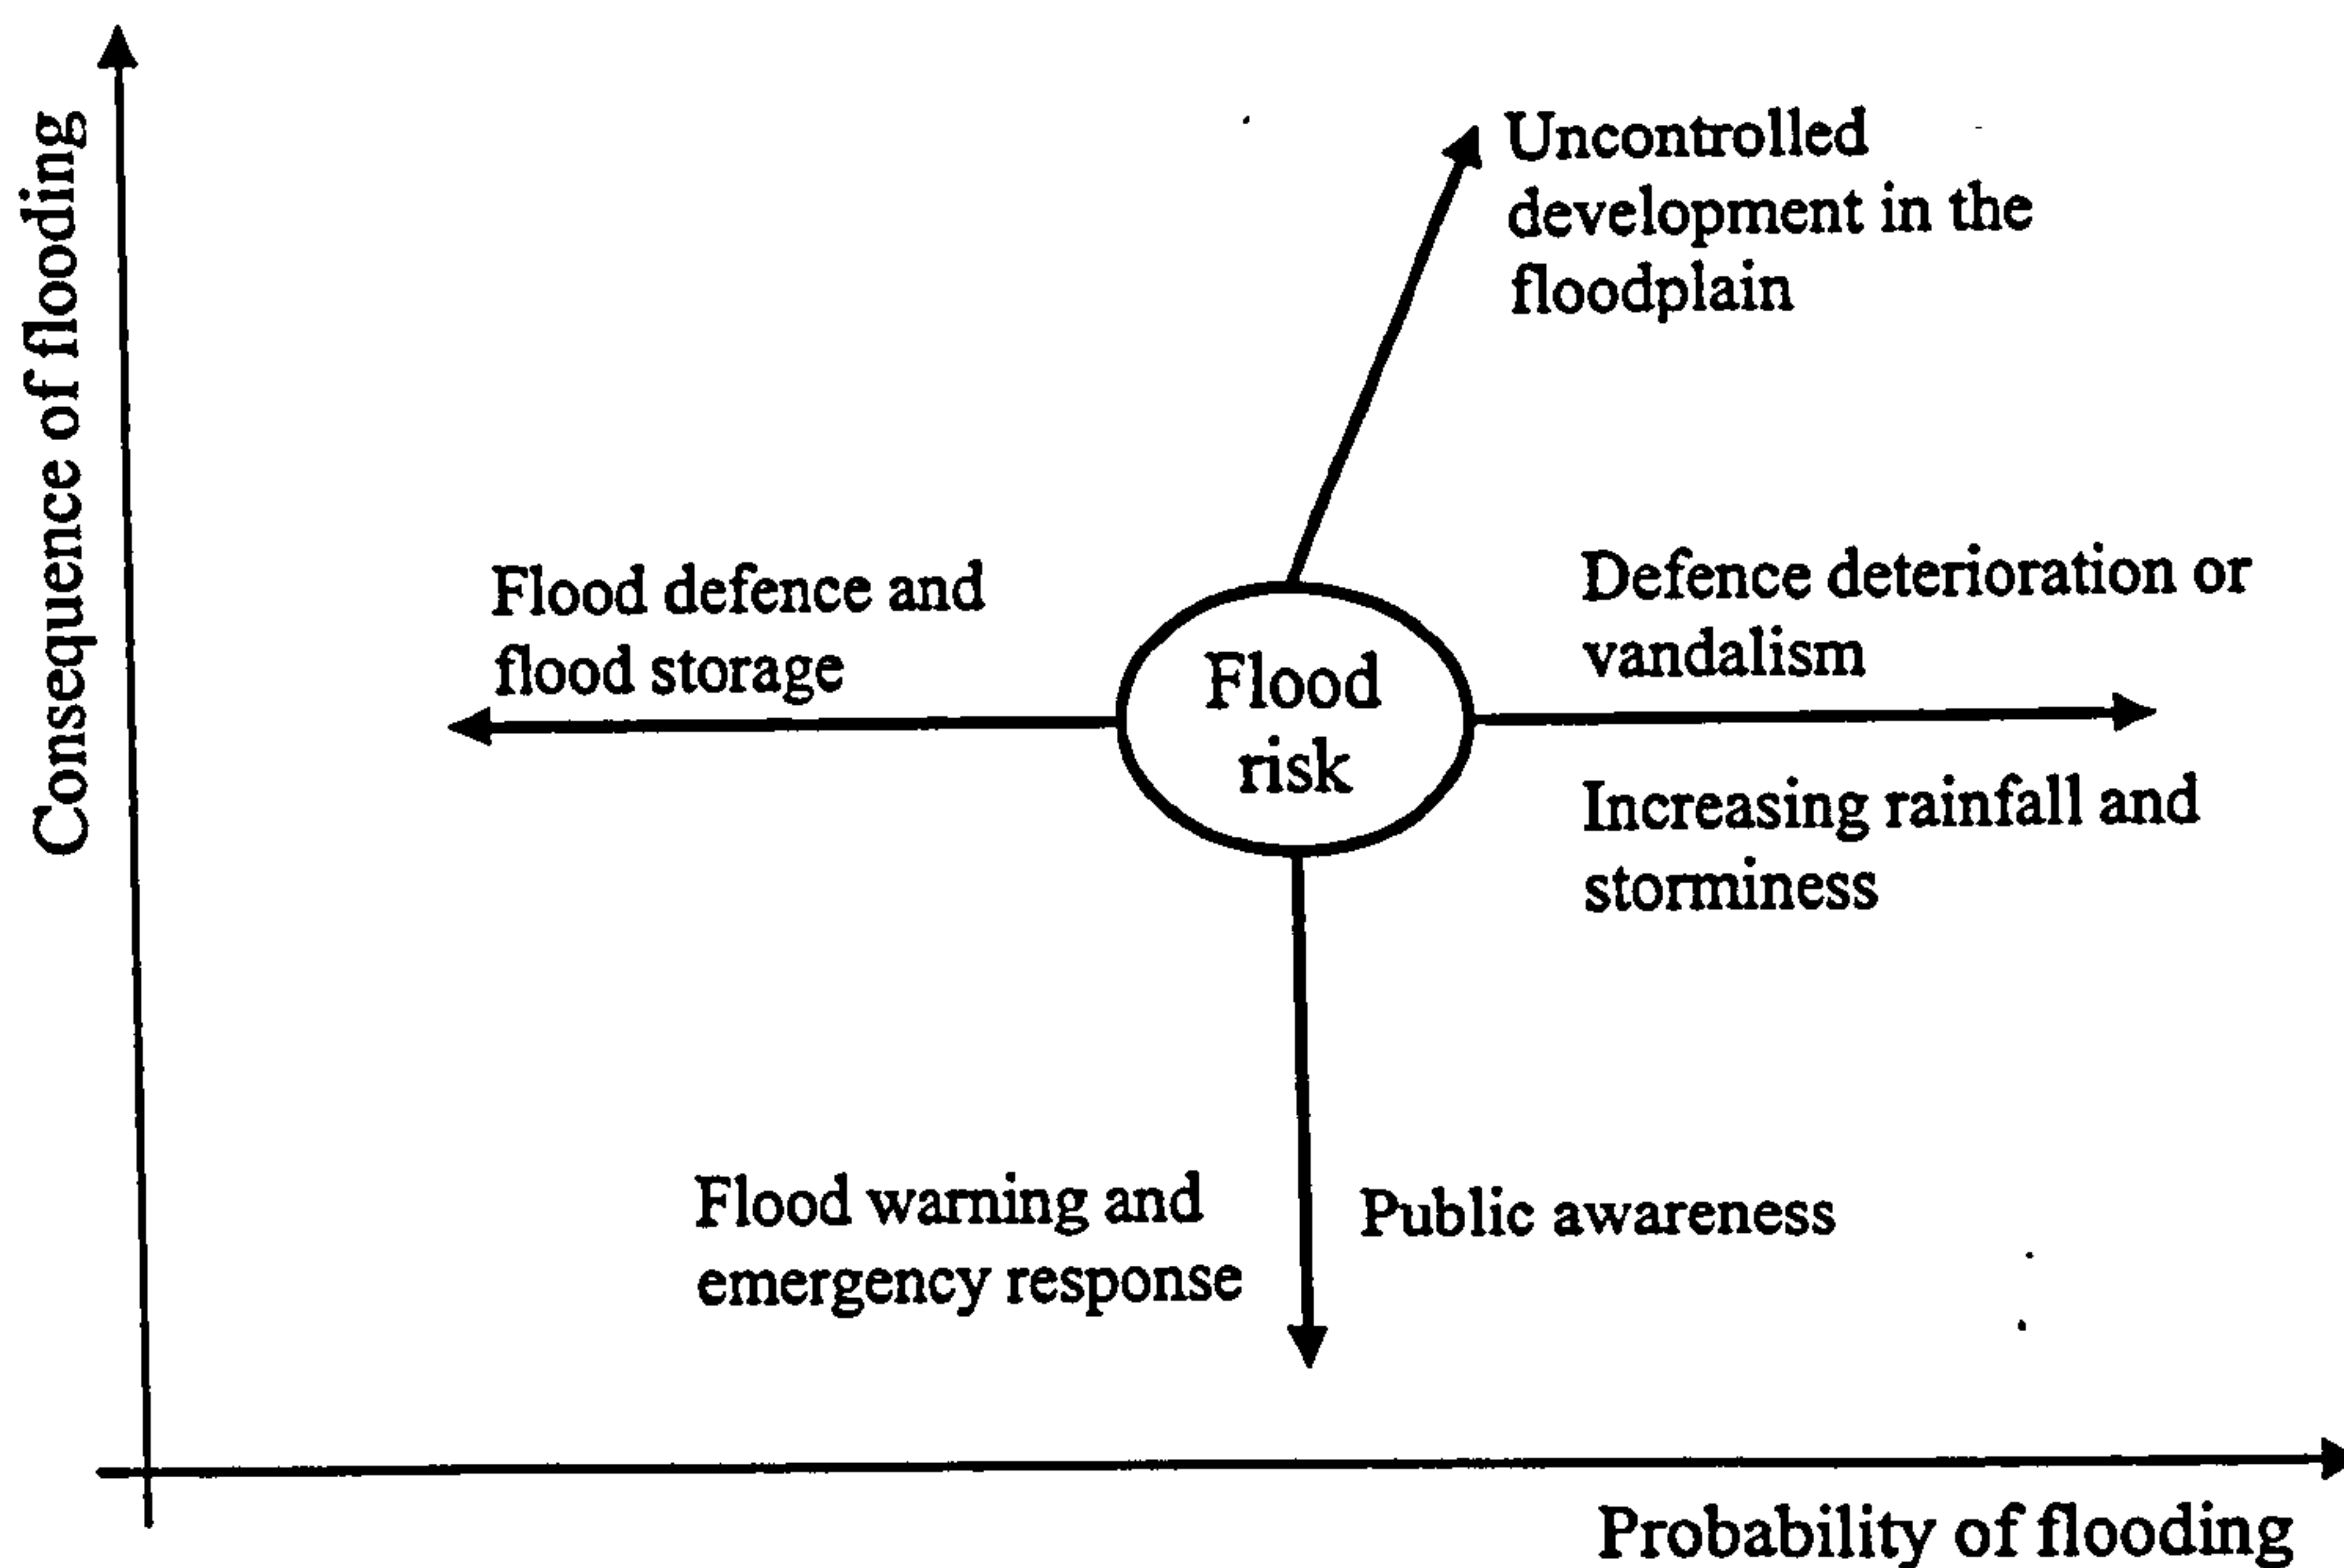 Consequence of flooding
Uncontrolled
development in the
floodplain
Flood defence and
flood storage
Flood
risk
Defence deterioration or
vandalism
Increasing rainfall and
storminess
Flood warning and
emergency response
Public awareness
Probability of flooding